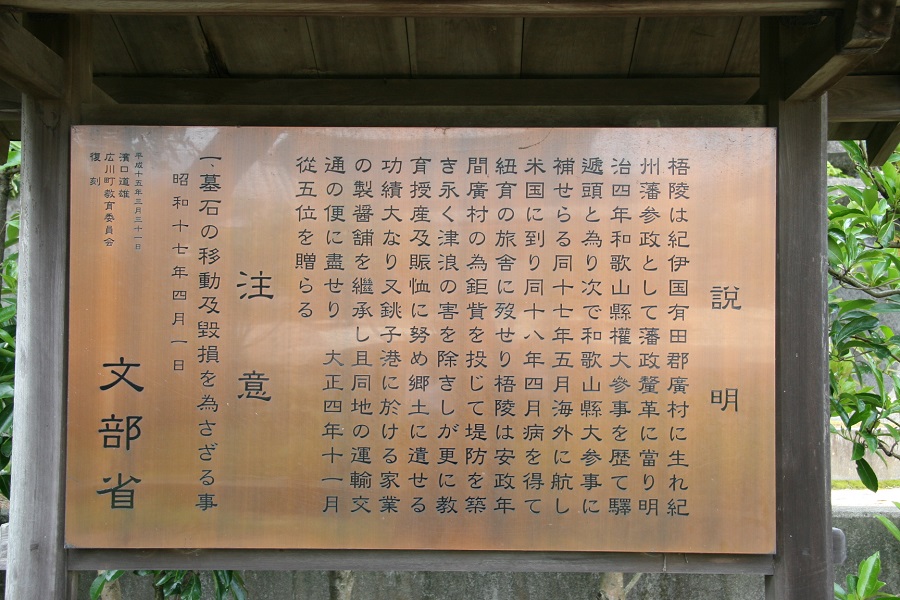 説明
梧陵は紀伊国有田郡廣村に生れ紀
州藩参政として藩政釐革に當り明
治四年和歌山縣權大参事を歴て驛
遞頭と為り次で和歌山縣大参事に
補せらる同十七年五月海外に航し
米国に到り同十八年四月病を得て
紐育の旅舎に歿せり梧陵は安政年
間廣村の為鉅貲を投じて堤防を築
き永く津浪の害を除きしが更に教
育授産及賑恤に努め郷土に遺せる
功績大なり又銚子港に於ける家業
の製醤舗を継承し且同地の運輸交
通の便に盡せり 大正四年十一月
從五位を贈らる
注意
一、墓石の移動及毀損を為さざる事
昭和十七年四月一日
文部省
平成十五年三月三十一日
濱口道雄
広川町教育委員会
復刻